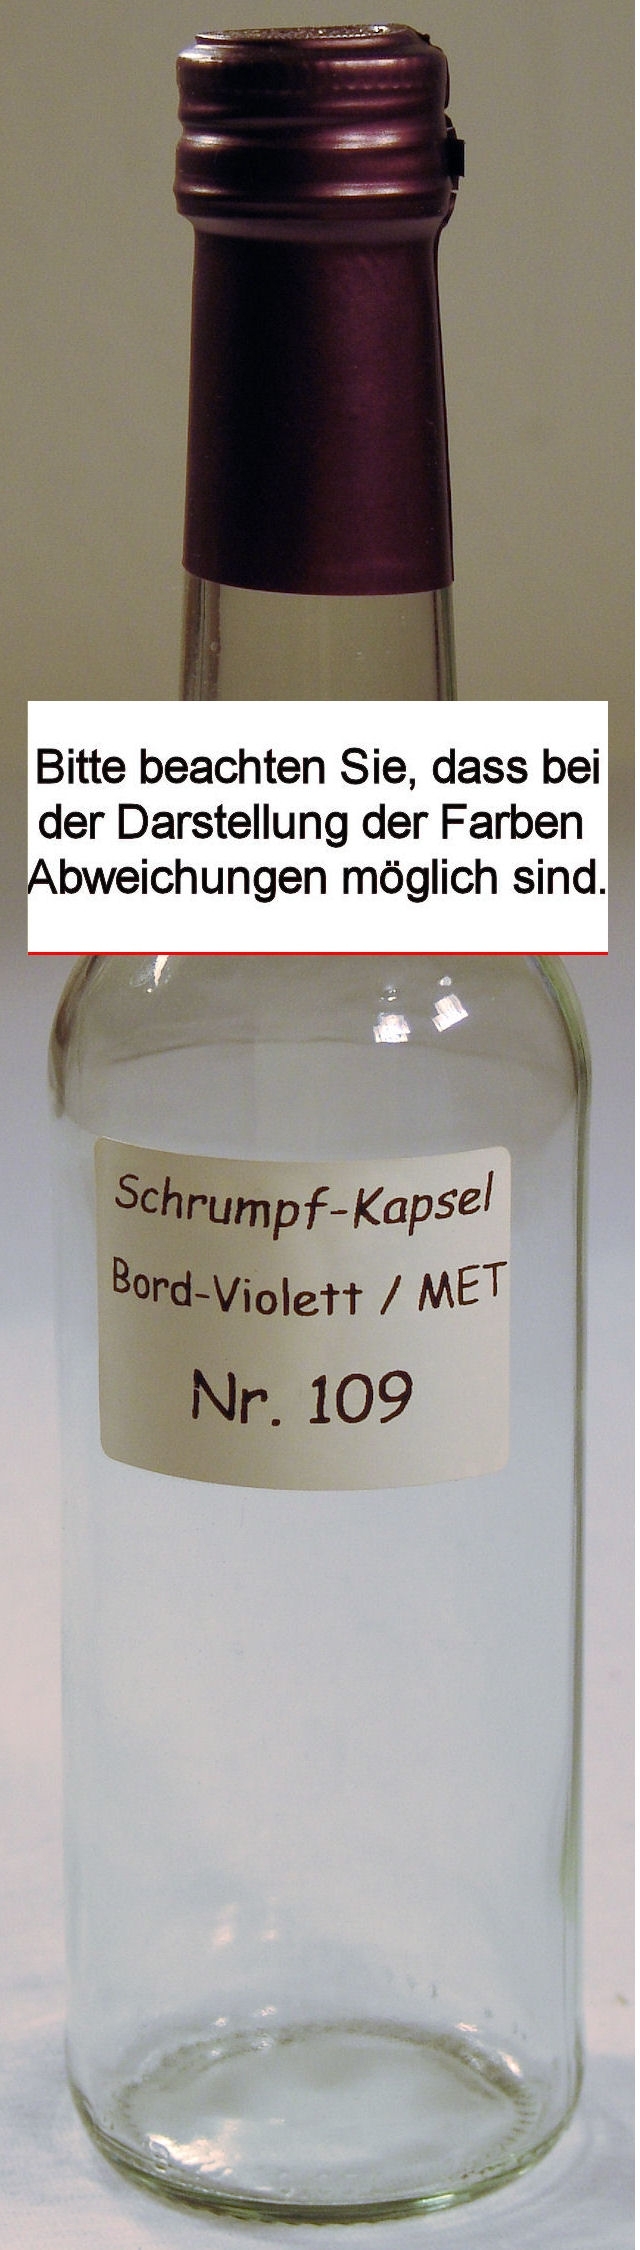 Bitte beachten Sie, dass bei
der Darstellung der Farben
Abweichungen möglich sind.
Schrumpf-Kapsel
Bord-Violett / MET
Nr. 109